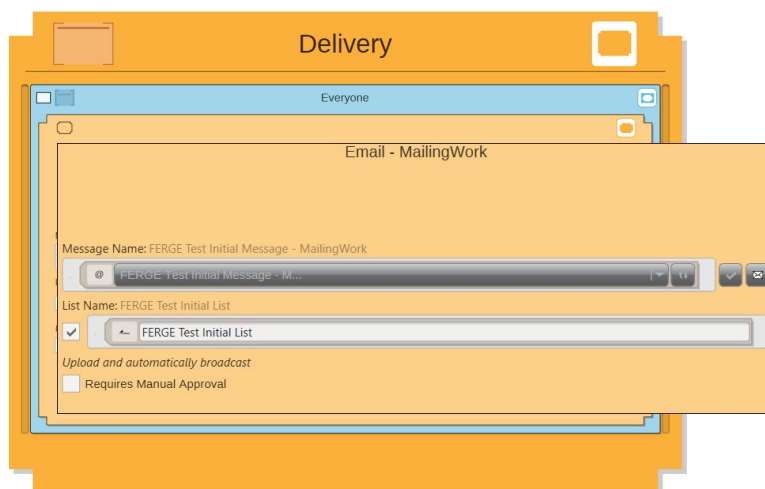 Delivery
Everyone
Email - MailingWork
Message Name: FERGE Test Initial Message - MailingWork
@ FERGE Test Initial Message - M...
List Name: FERGE Test Initial List
FERGE Test Initial List
Upload and automatically broadcast
Requires Manual Approval